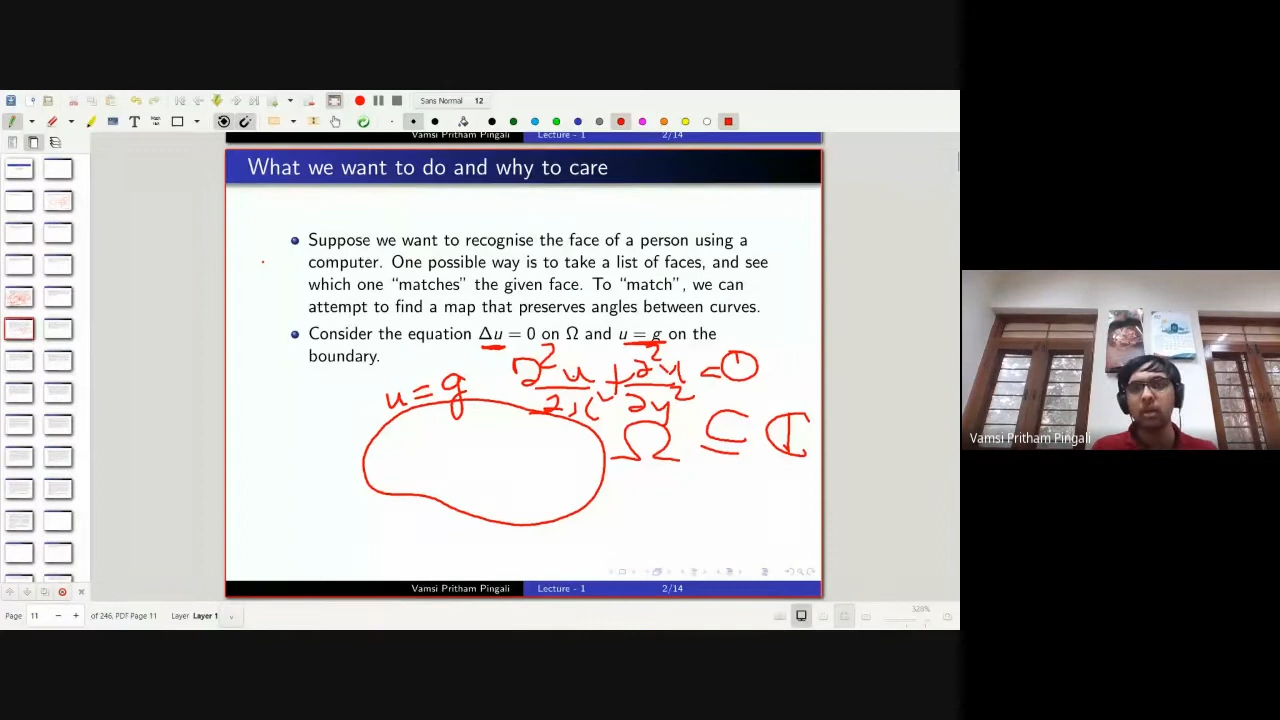 Sans Normal 12
Vamsi Pritham Pingali Lecture - 1 2/14
What we want to do and why to care
Suppose we want to recognise the face of a person using a
computer. One possible way is to take a list of faces, and see
which one “matches” the given face. To “match”, we can
attempt to find a map that preserves angles between curves.
Consider the equation Δu = 0 on Ω and u = g on the
boundary.
∂²u/∂x² + ∂²u/∂y² = 0
u = g
Ω ⊆ ℂ
Vamsi Pritham Pingali
Vamsi Pritham Pingali Lecture - 1 2/14
Page 11 of 246, PDF Page 11 Layer Layer 1
328%